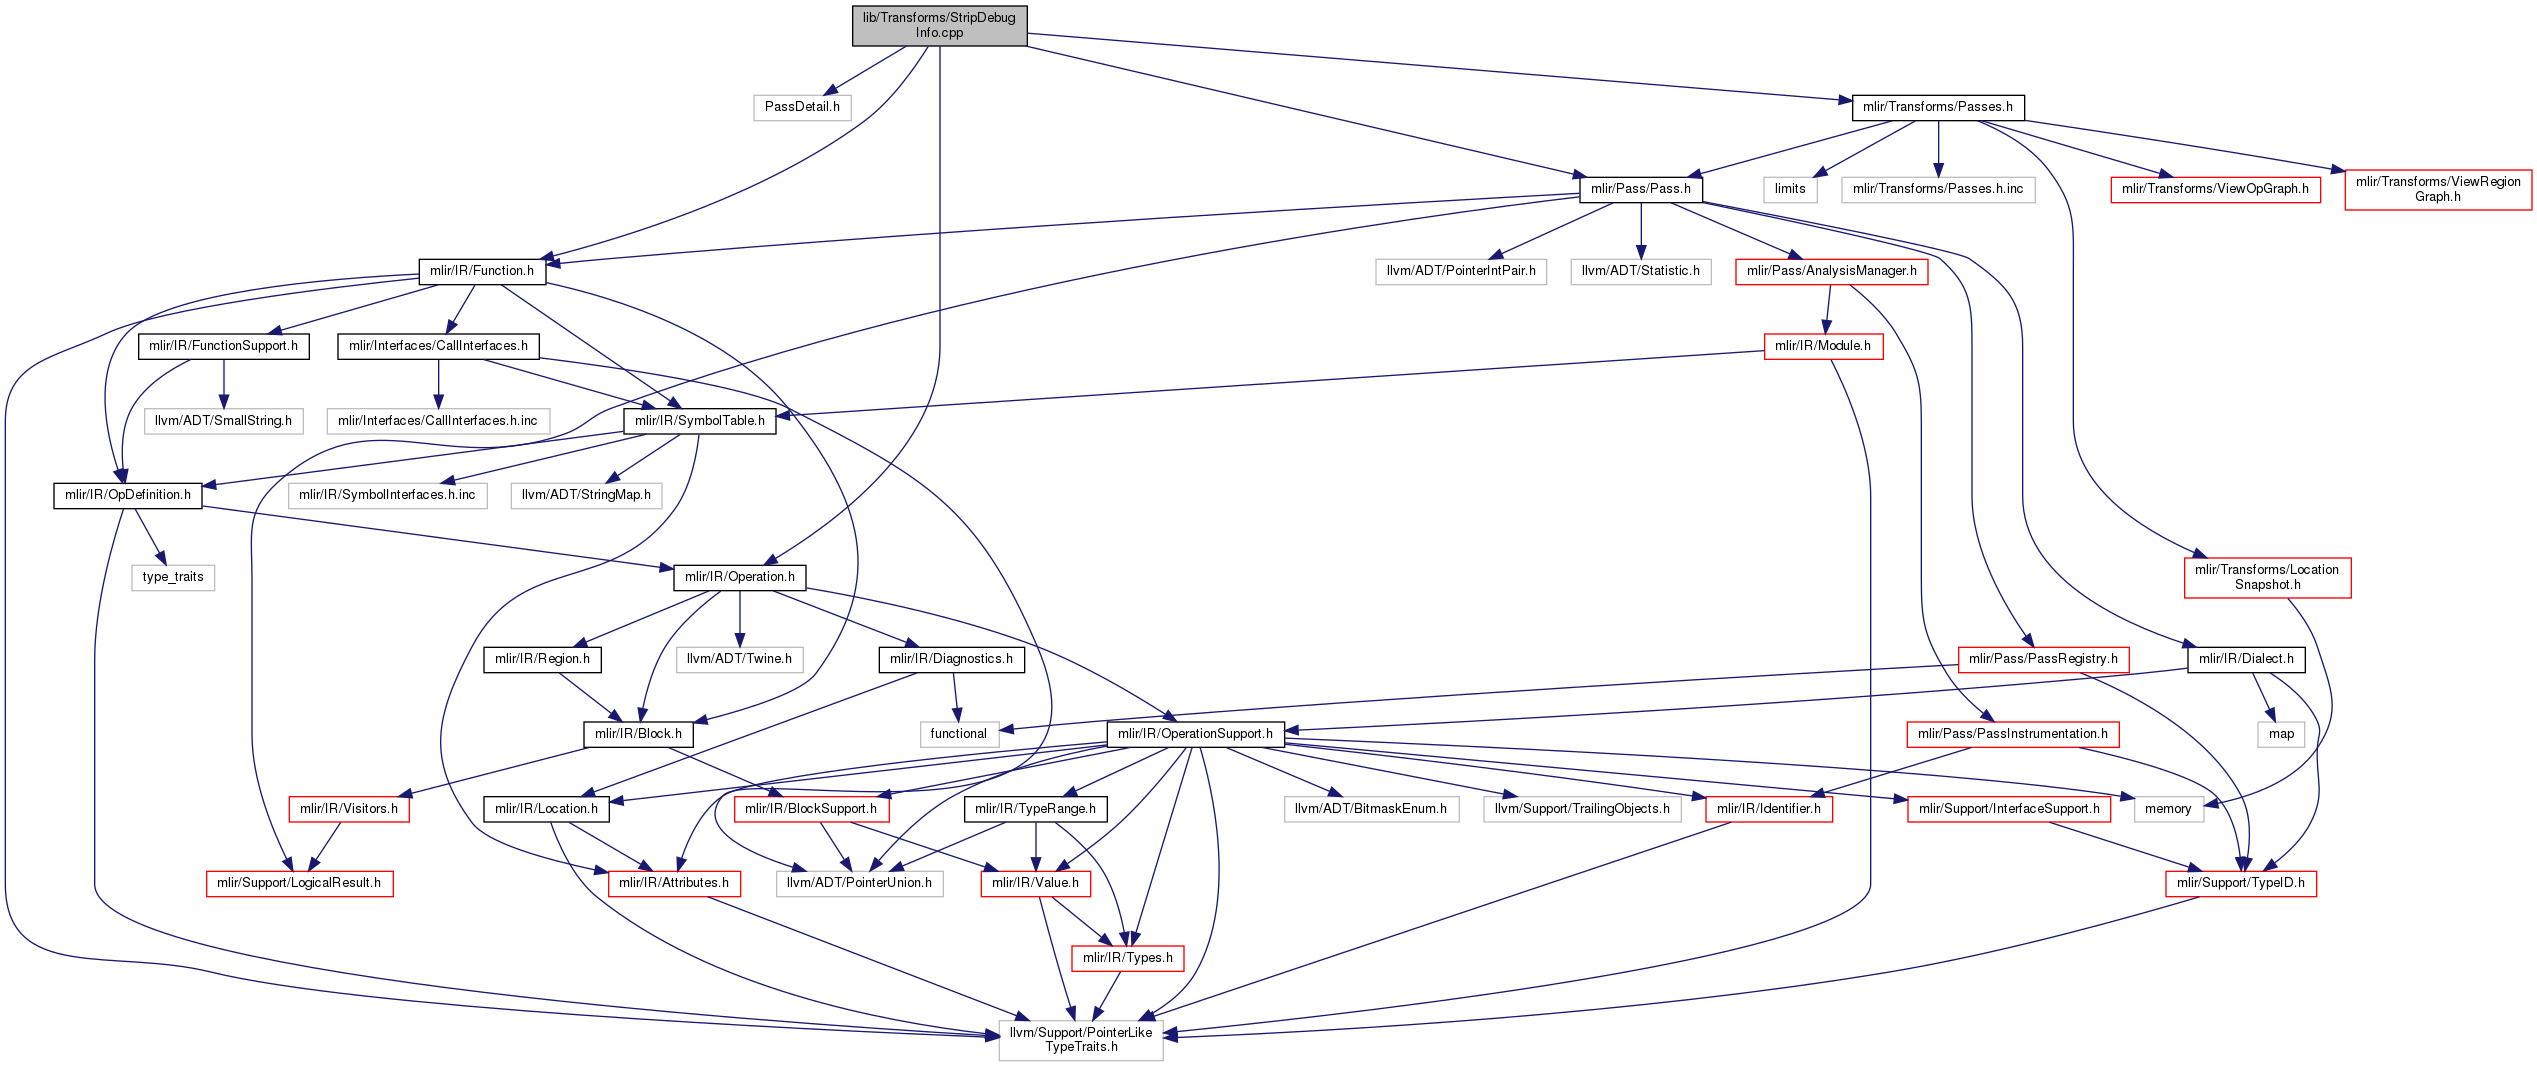 lib/Transforms/StripDebug
Info.cpp
PassDetail.h
mlir/Transforms/Passes.h
mlir/Pass/Pass.h
limits
mlir/Transforms/Passes.h.inc
mlir/Transforms/ViewOpGraph.h
mlir/Transforms/ViewRegion
Graph.h
mlir/IR/Function.h
llvm/ADT/PointerIntPair.h
llvm/ADT/Statistic.h
mlir/Pass/AnalysisManager.h
mlir/IR/FunctionSupport.h
mlir/Interfaces/CallInterfaces.h
mlir/IR/Module.h
llvm/ADT/SmallString.h
mlir/Interfaces/CallInterfaces.h.inc
mlir/IR/SymbolTable.h
mlir/IR/OpDefinition.h
mlir/IR/SymbolInterfaces.h.inc
llvm/ADT/StringMap.h
type_traits
mlir/IR/Operation.h
mlir/Transforms/Location
Snapshot.h
mlir/IR/Region.h
llvm/ADT/Twine.h
mlir/IR/Diagnostics.h
mlir/Pass/PassRegistry.h
mlir/IR/Dialect.h
mlir/IR/Block.h
functional
mlir/IR/OperationSupport.h
mlir/Pass/PassInstrumentation.h
map
mlir/IR/Visitors.h
mlir/IR/Location.h
mlir/IR/BlockSupport.h
mlir/IR/TypeRange.h
llvm/ADT/BitmaskEnum.h
llvm/Support/TrailingObjects.h
mlir/IR/Identifier.h
mlir/Support/InterfaceSupport.h
memory
mlir/Support/LogicalResult.h
mlir/IR/Attributes.h
llvm/ADT/PointerUnion.h
mlir/IR/Value.h
mlir/Support/TypeID.h
mlir/IR/Types.h
llvm/Support/PointerLike
TypeTraits.h